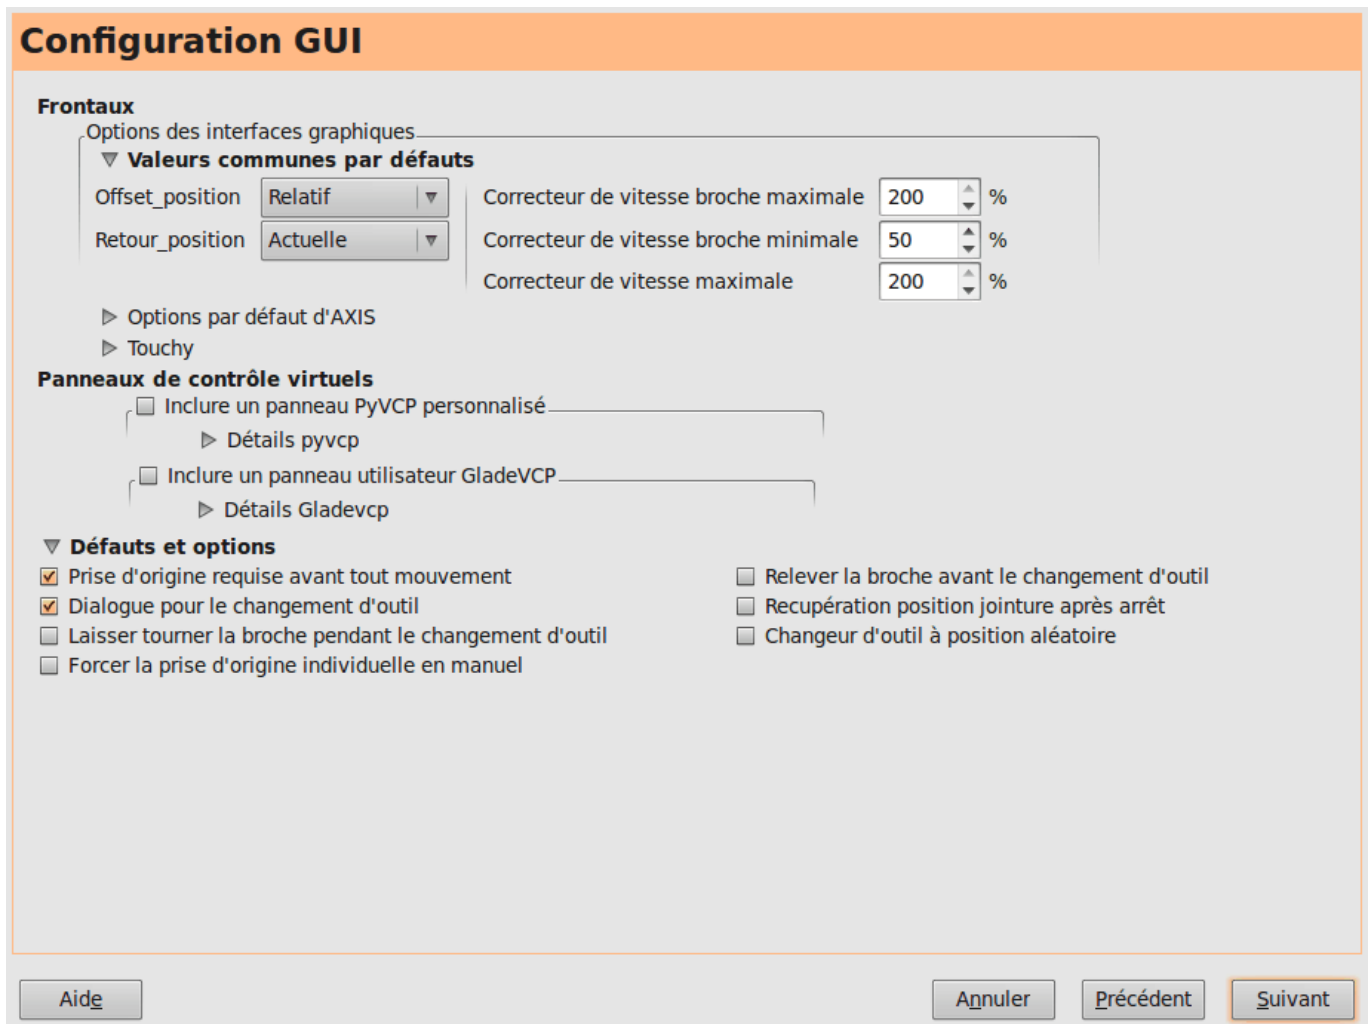 Configuration GUI
Frontaux
Options des interfaces graphiques
Valeurs communes par défauts
Offset_position Relatif Correcteur de vitesse broche maximale 200 %
Retour_position Actuelle Correcteur de vitesse broche minimale 50 %
Correcteur de vitesse maximale 200 %
Options par défaut d'AXIS
Touchy
Panneaux de contrôle virtuels
Inclure un panneau PyVCP personnalisé
Détails pyvcp
Inclure un panneau utilisateur GladeVCP
Détails Gladevcp
Défauts et options
Prise d'origine requise avant tout mouvement Relever la broche avant le changement d'outil
Dialogue pour le changement d'outil Recupération position jointure après arrêt
Laisser tourner la broche pendant le changement d'outil Changeur d'outil à position aléatoire
Forcer la prise d'origine individuelle en manuel
Aide Annuler Précédent Suivant